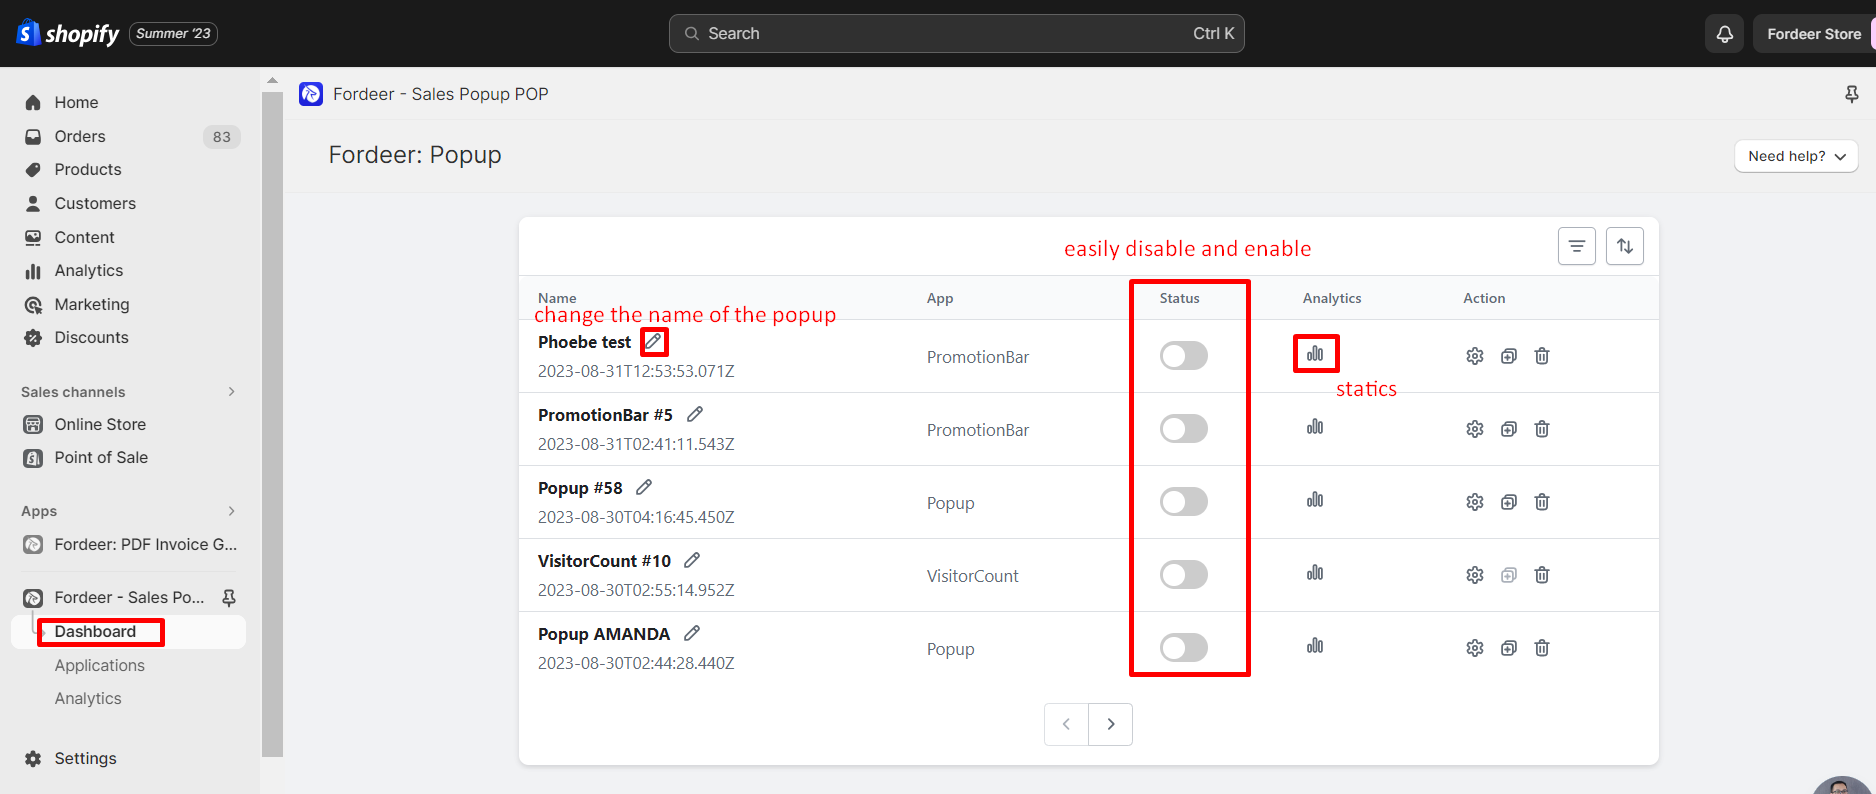 shopify Summer '23
Search Ctrl K
Fordeer Store
Home
Orders 83
Products
Customers
Content
Analytics
Marketing
Discounts
Sales channels
Online Store
Point of Sale
Apps
Fordeer: PDF Invoice G...
Fordeer - Sales Po...
Dashboard
Applications
Analytics
Settings
Fordeer - Sales Popup POP
Fordeer: Popup
Need help?
easily disable and enable
Name App Status Analytics Action
change the name of the popup
Phoebe test
2023-08-31T12:53:53.071Z
PromotionBar
statics
PromotionBar #5
2023-08-31T02:41:11.543Z
PromotionBar
Popup #58
2023-08-30T04:16:45.450Z
Popup
VisitorCount #10
2023-08-30T02:55:14.952Z
VisitorCount
Popup AMANDA
2023-08-30T02:44:28.440Z
Popup